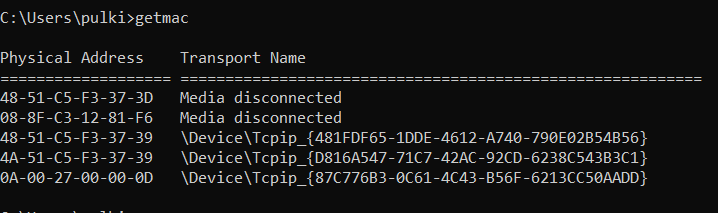 C:\Users\pulki>getmac
Physical Address    Transport Name
=================== ==========================================================
48-51-C5-F3-37-3D   Media disconnected
08-8F-C3-12-81-F6   Media disconnected
48-51-C5-F3-37-39   \Device\Tcpip_{481FDF65-1DDE-4612-A740-790E02B54B56}
4A-51-C5-F3-37-39   \Device\Tcpip_{D816A547-71C7-42AC-92CD-6238C543B3C1}
0A-00-27-00-00-0D   \Device\Tcpip_{87C776B3-0C61-4C43-B56F-6213CC50AADD}